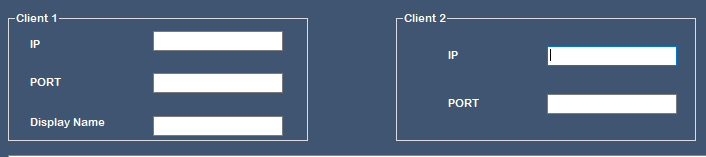 Client 1
IP
PORT
Display Name
Client 2
IP
PORT